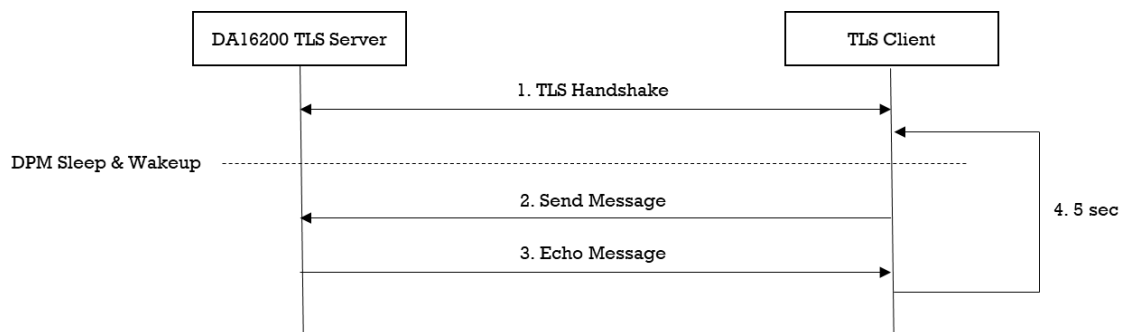 DA16200 TLS Server
TLS Client
1. TLS Handshake
DPM Sleep & Wakeup
2. Send Message
4. 5 sec
3. Echo Message